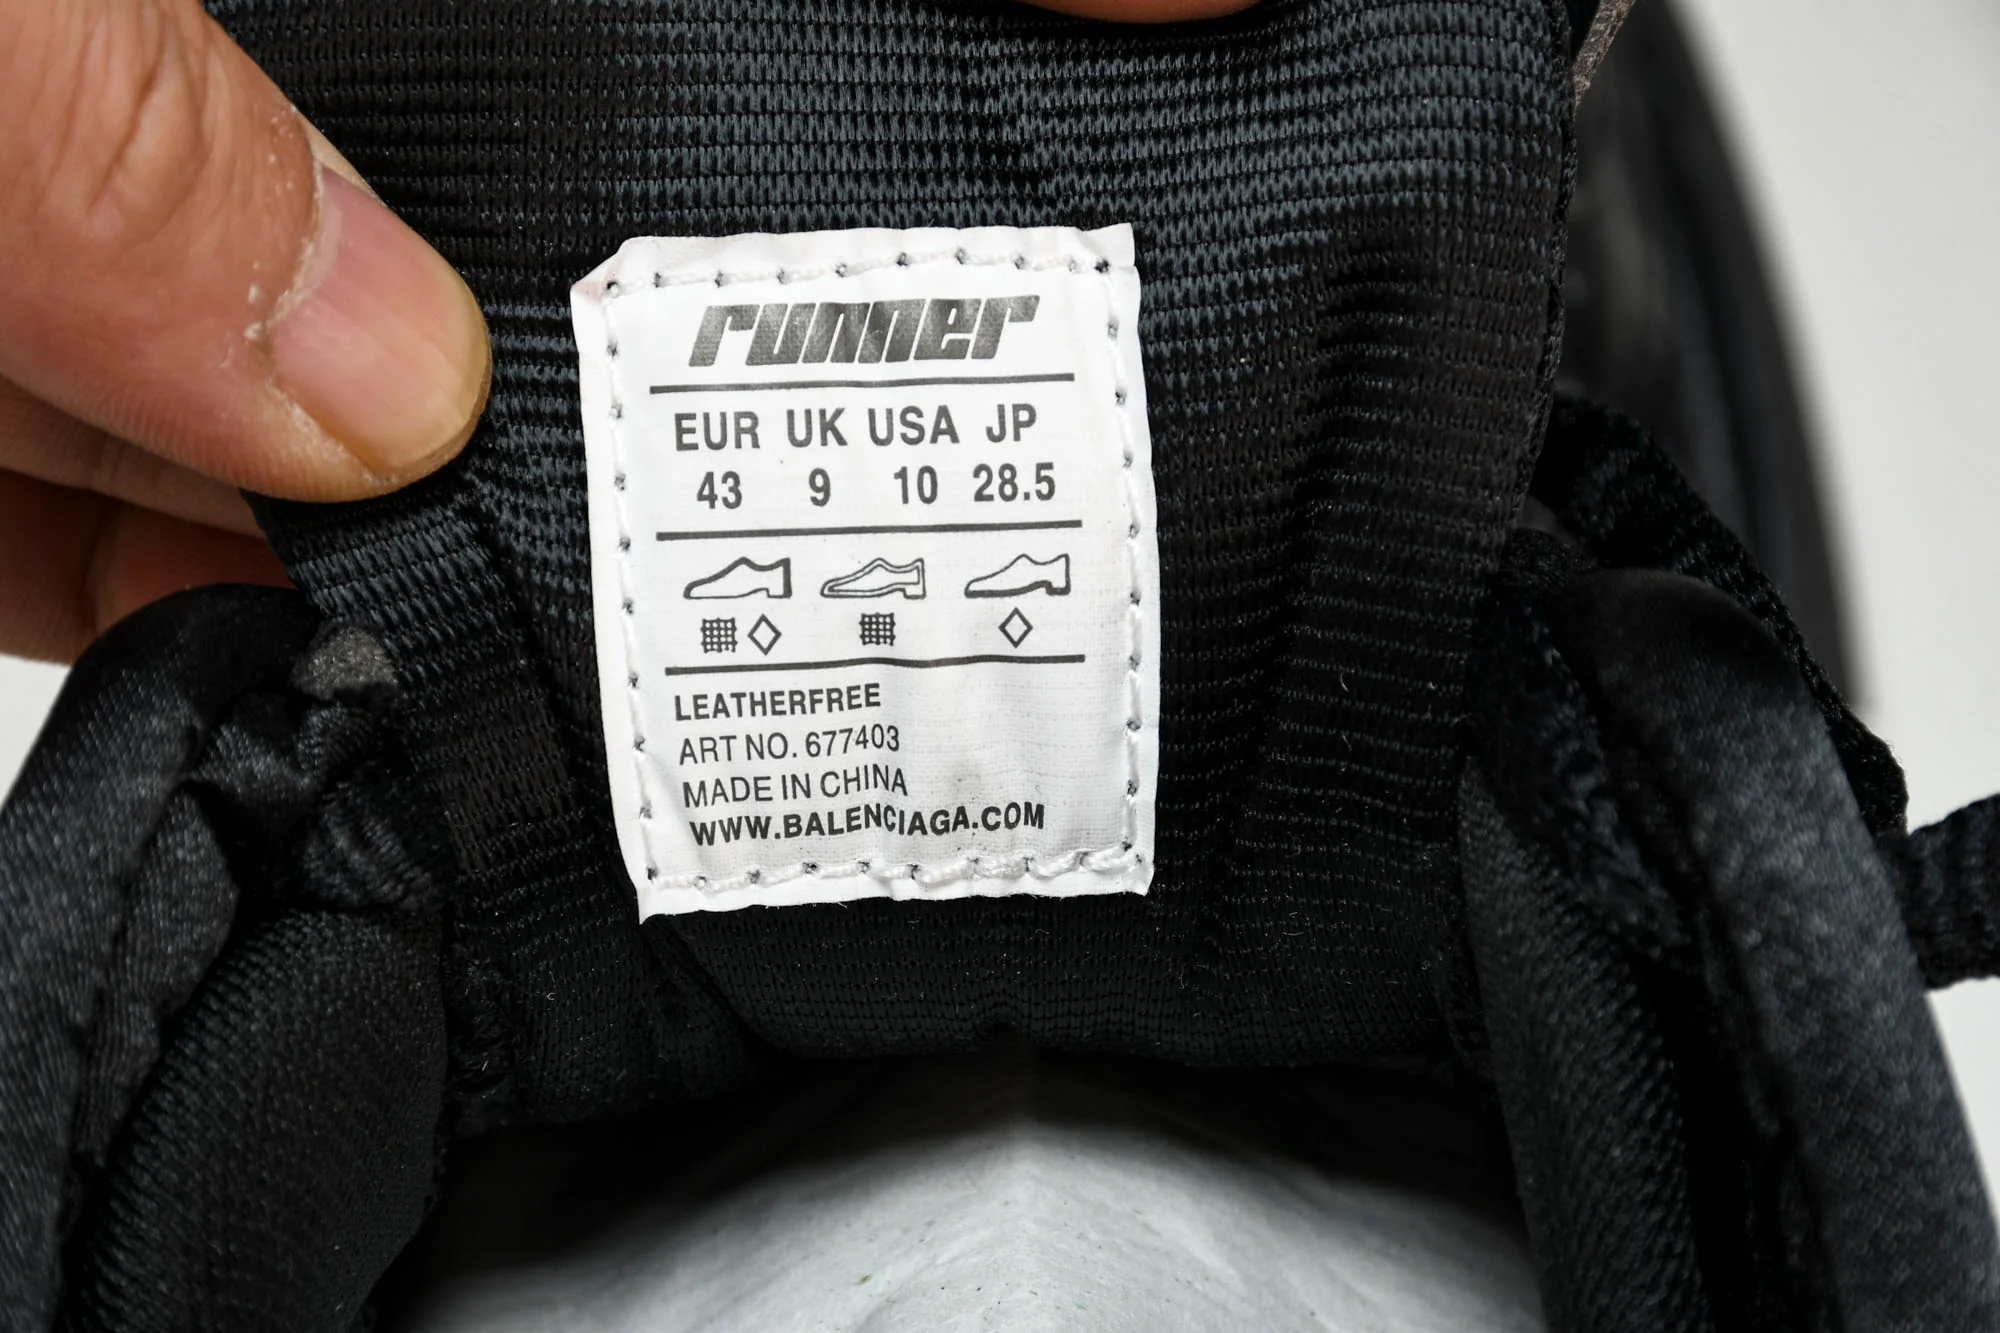 runner
EUR UK USA JP
43 9 10 28.5
LEATHERFREE
ART NO. 677403
MADE IN CHINA
WWW.BALENCIAGA.COM